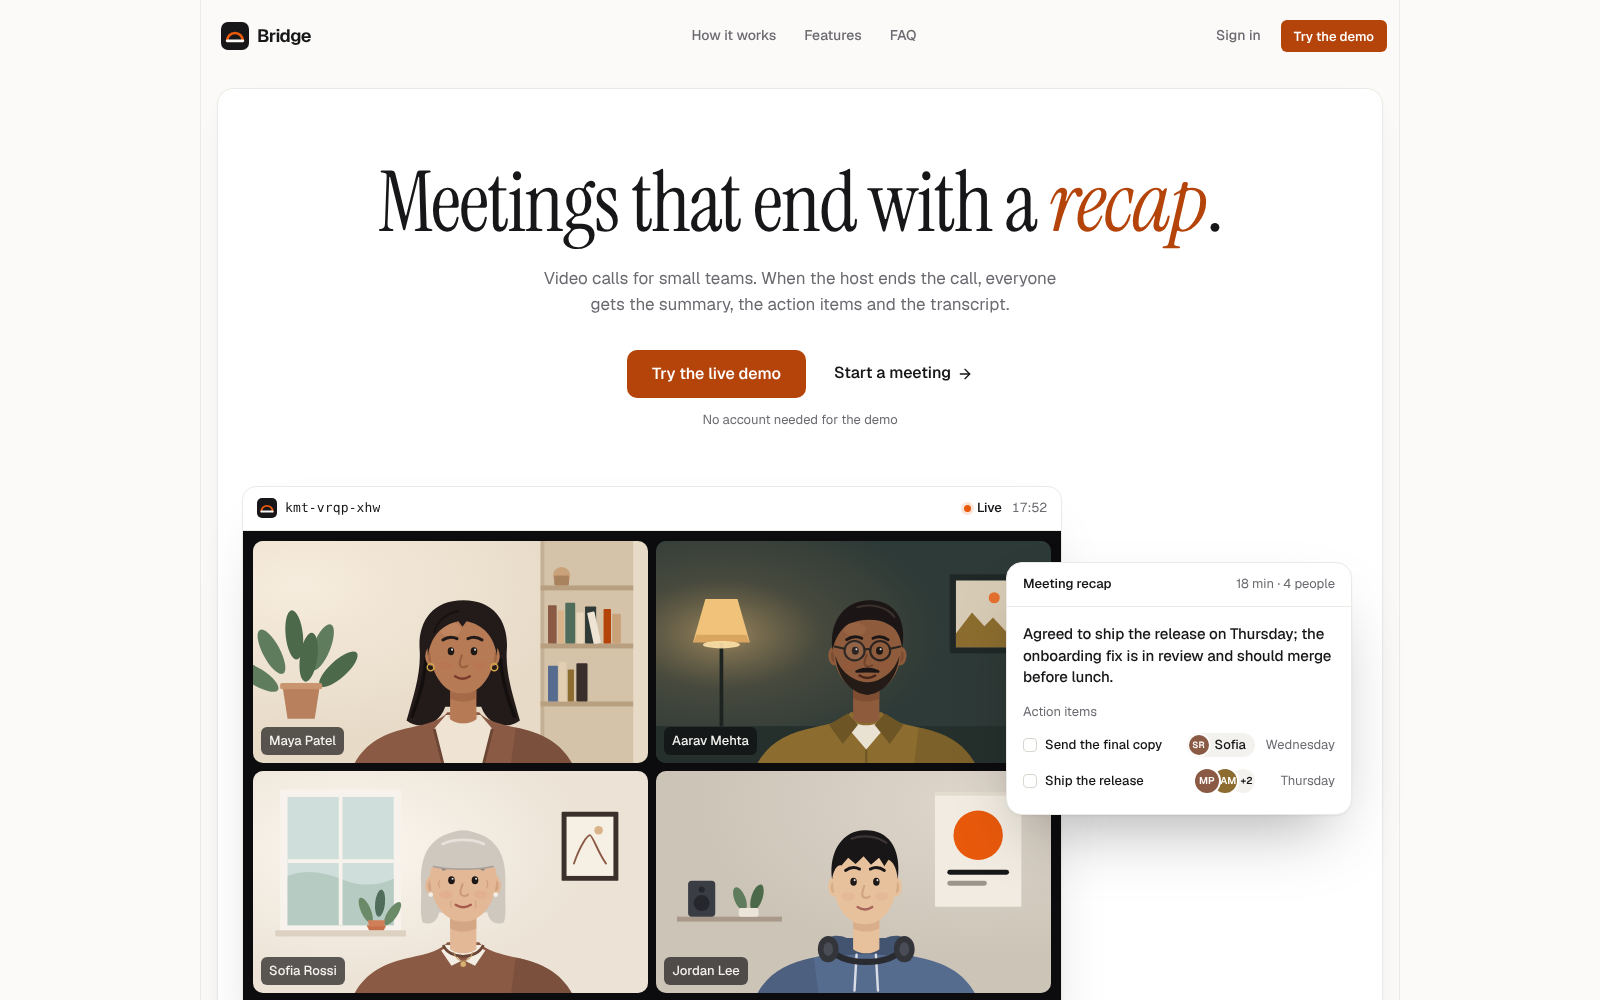 Bridge
How it works
Features
FAQ
Sign in
Try the demo
Meetings that end with a recap.
Video calls for small teams. When the host ends the call, everyone
gets the summary, the action items and the transcript.
Try the live demo
Start a meeting →
No account needed for the demo
kmt-vrqp-xhw
Live 17:52
Maya Patel
Aarav Mehta
Sofia Rossi
Jordan Lee
Meeting recap
18 min · 4 people
Agreed to ship the release on Thursday; the
onboarding fix is in review and should merge
before lunch.
Action items
Send the final copy
SR Sofia
Wednesday
Ship the release
MP AM +2
Thursday